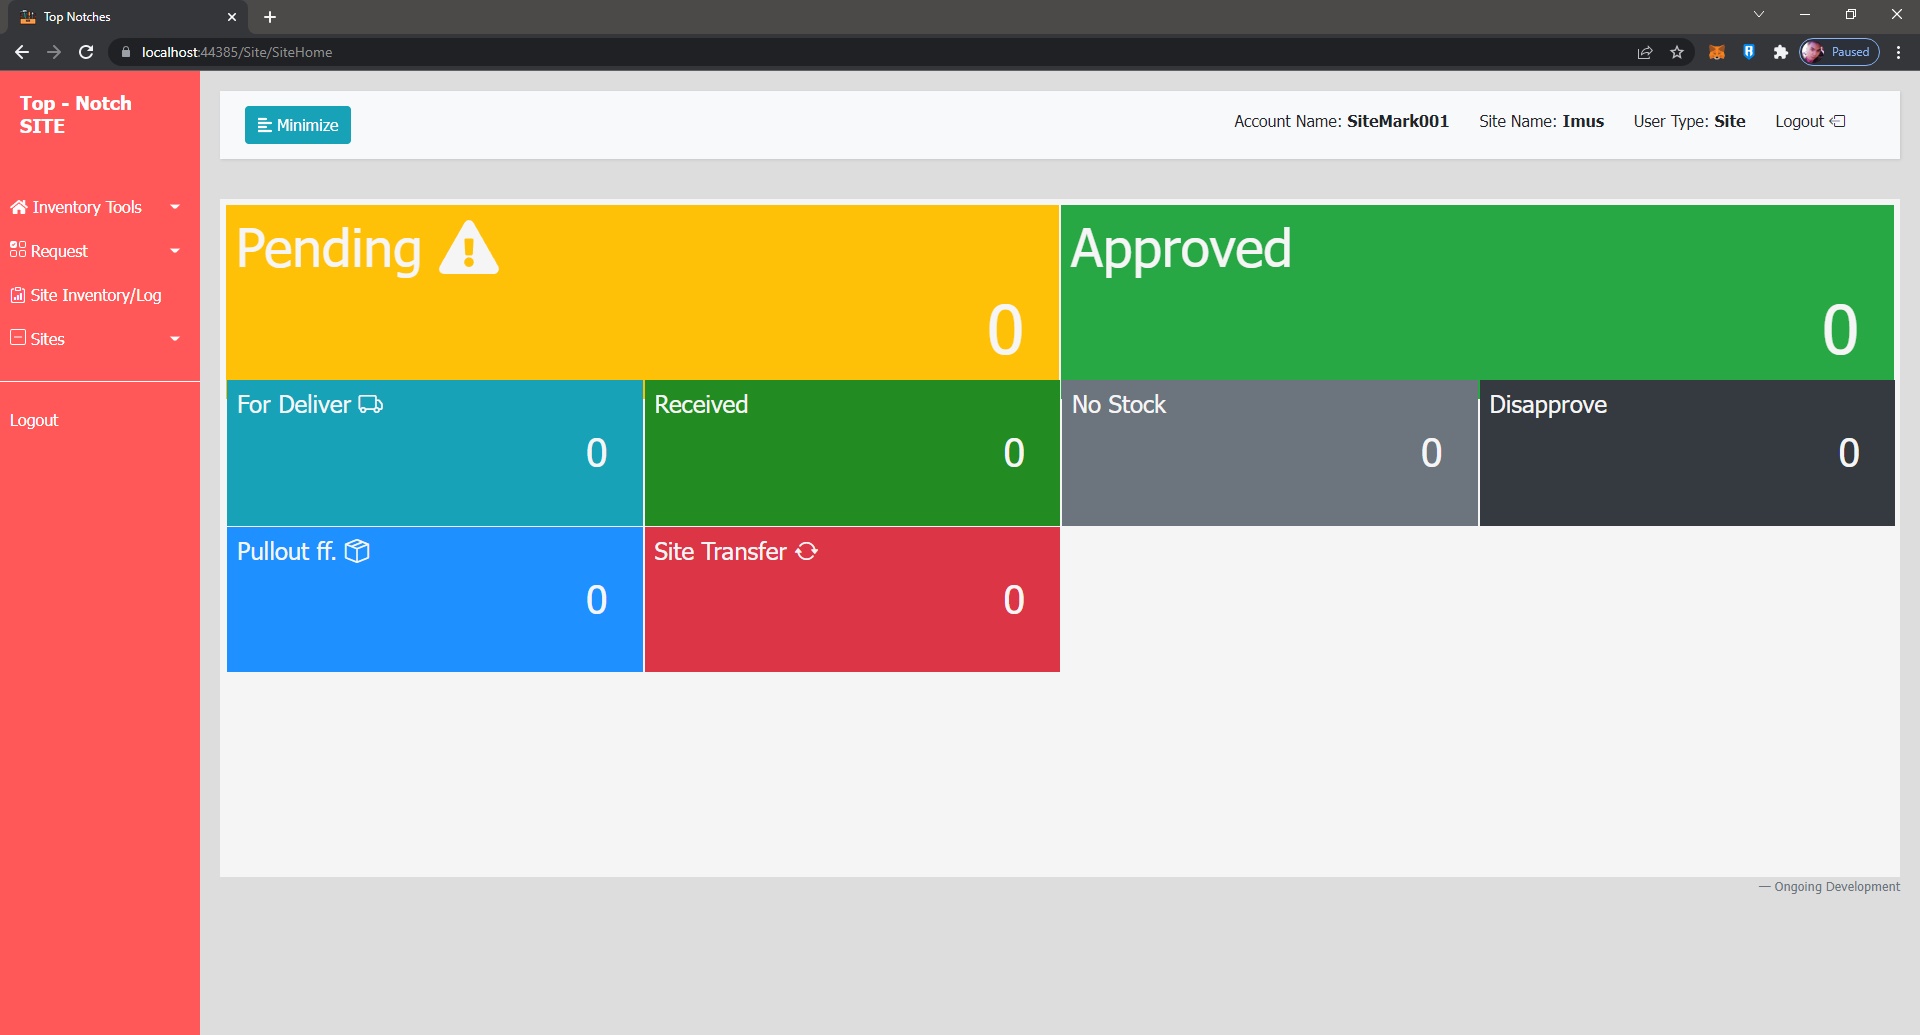 Top Notches
localhost:44385/Site/SiteHome
Paused
Top - Notch
SITE
Inventory Tools
Request
Site Inventory/Log
Sites
Logout
Minimize
Account Name: SiteMark001 Site Name: Imus User Type: Site Logout
Pending
0
Approved
0
For Deliver
0
Received
0
No Stock
0
Disapprove
0
Pullout ff.
0
Site Transfer
0
— Ongoing Development